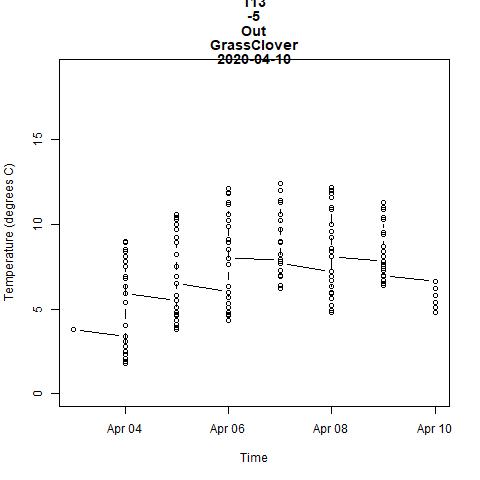 113
-5
Out
GrassClover
2020-04-10
Temperature (degrees C)
15
10
5
0
Apr 04
Apr 06
Apr 08
Apr 10
Time